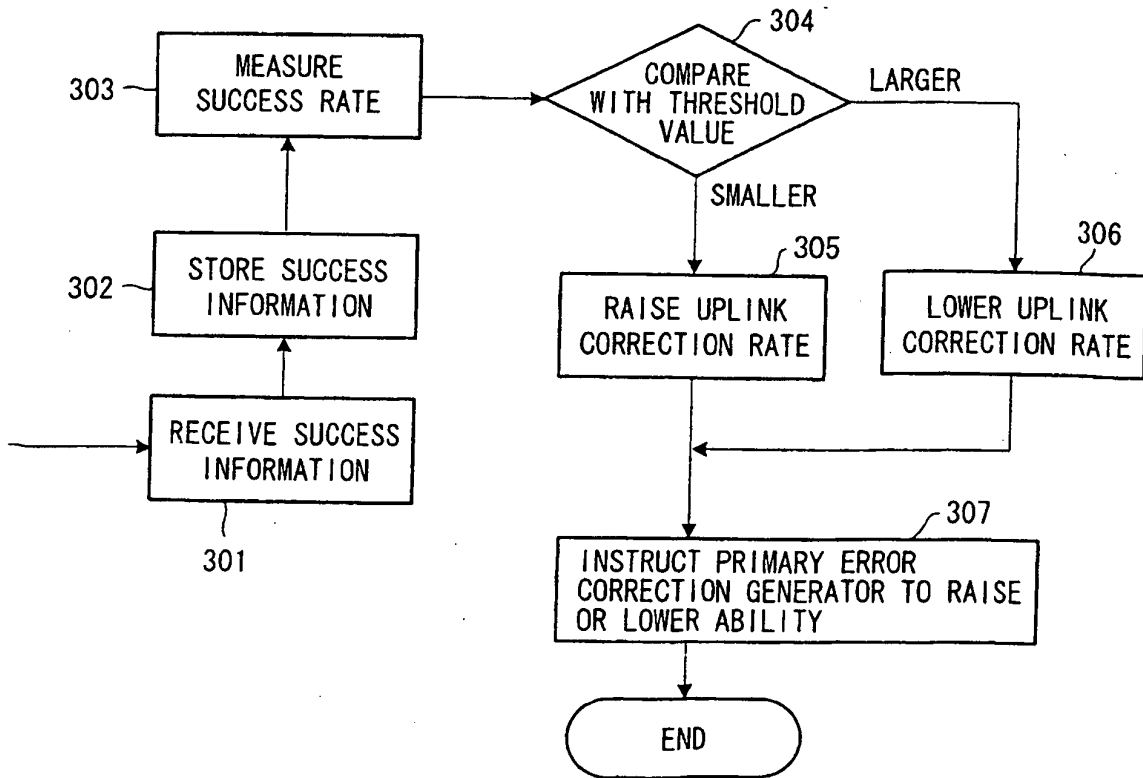 303
MEASURE
SUCCESS RATE
304
COMPARE
WITH THRESHOLD
VALUE
LARGER
SMALLER
302
STORE SUCCESS
INFORMATION
305
RAISE UPLINK
CORRECTION RATE
306
LOWER UPLINK
CORRECTION RATE
RECEIVE SUCCESS
INFORMATION
301
307
INSTRUCT PRIMARY ERROR
CORRECTION GENERATOR TO RAISE
OR LOWER ABILITY
END